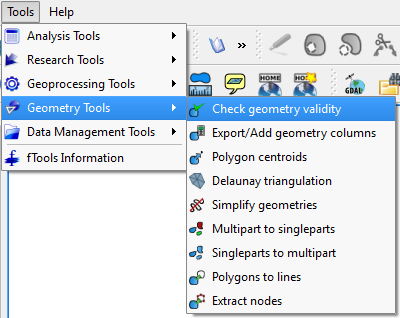 Tools Help
Analysis Tools
Research Tools
Geoprocessing Tools
Geometry Tools
Data Management Tools
fTools Information
»
HOME HOME GDAL
Check geometry validity
Export/Add geometry columns
Polygon centroids
Delaunay triangulation
Simplify geometries
Multipart to singleparts
Singleparts to multipart
Polygons to lines
Extract nodes